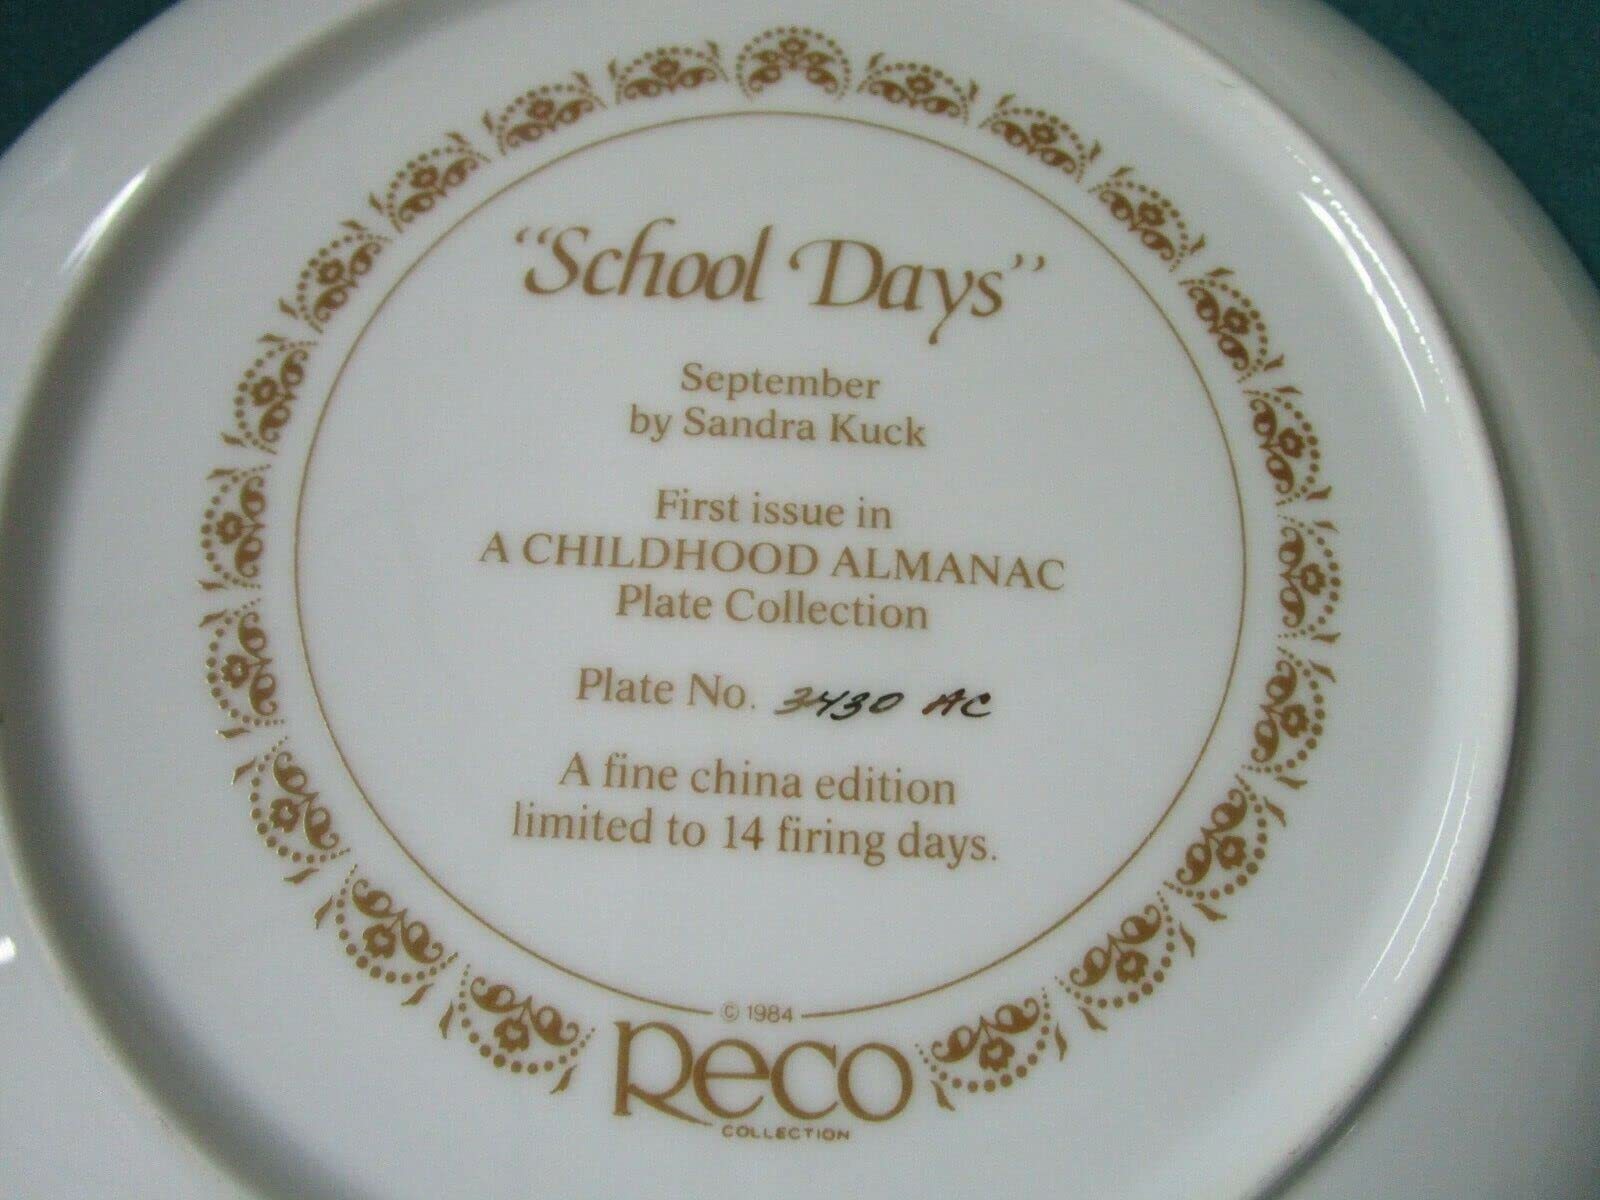 “School Days”
September
by Sandra Kuck
First issue in
A CHILDHOOD ALMANAC
Plate Collection
Plate No. 3430 AC
A fine china edition
limited to 14 firing days.
© 1984
Reco
COLLECTION